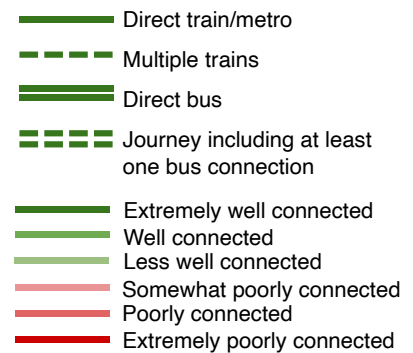 Direct train/metro
Multiple trains
Direct bus
Journey including at least
one bus connection
Extremely well connected
Well connected
Less well connected
Somewhat poorly connected
Poorly connected
Extremely poorly connected